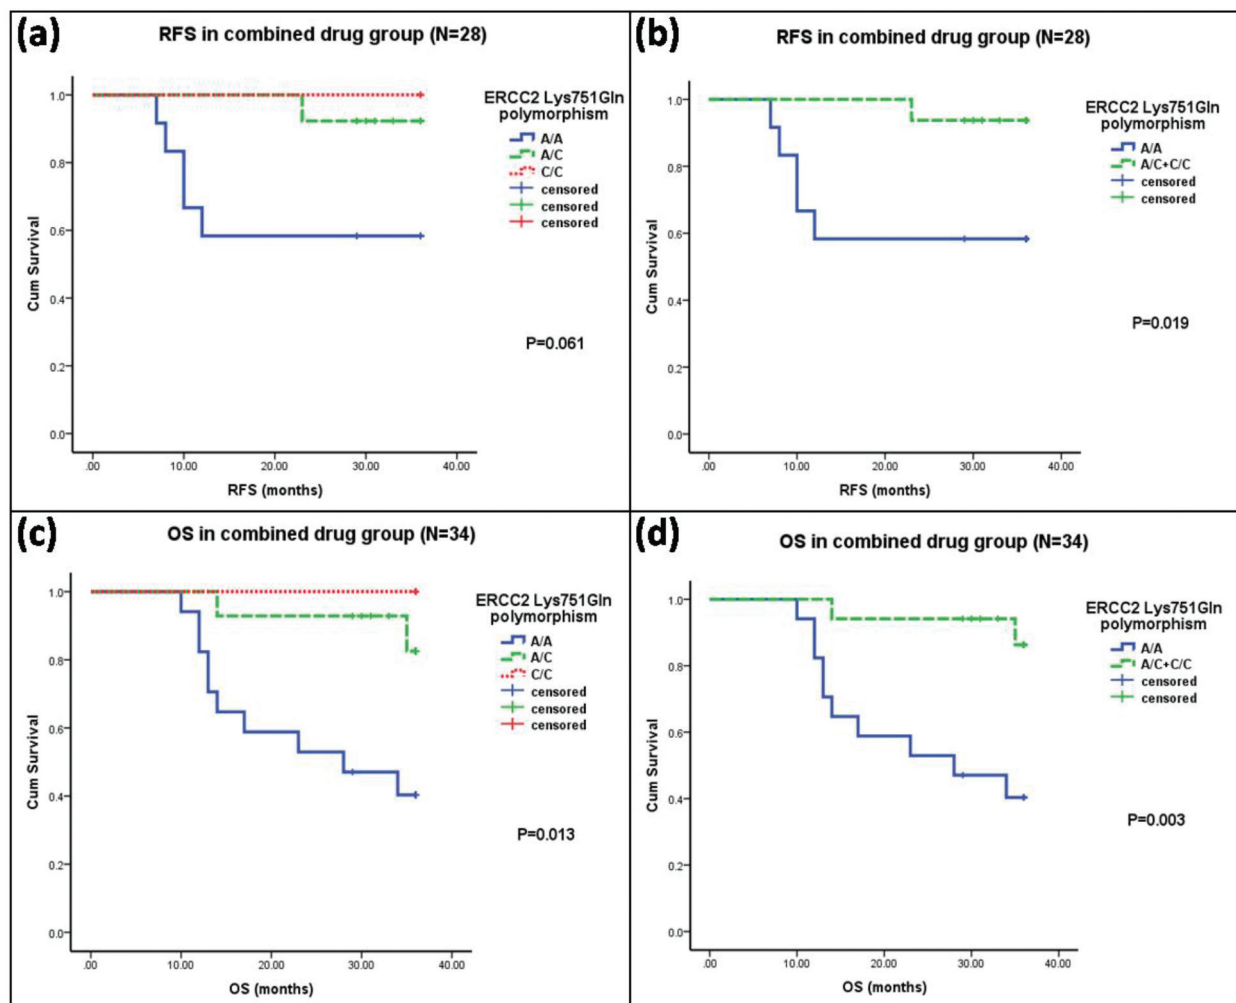 (a)
RFS in combined drug group (N=28)
ERCC2 Lys751Gln
polymorphism
A/A
A/C
C/C
censored
censored
censored
P=0.061
Cum Survival
1.0
0.8
0.6
0.4
0.2
0.0
.00 10.00 20.00 30.00 40.00
RFS (months)
(b)
RFS in combined drug group (N=28)
ERCC2 Lys751Gln
polymorphism
A/A
A/C+C/C
censored
censored
P=0.019
Cum Survival
1.0
0.8
0.6
0.4
0.2
0.0
.00 10.00 20.00 30.00 40.00
RFS (months)
(c)
OS in combined drug group (N=34)
ERCC2 Lys751Gln
polymorphism
A/A
A/C
C/C
censored
censored
censored
P=0.013
Cum Survival
1.0
0.8
0.6
0.4
0.2
0.0
.00 10.00 20.00 30.00 40.00
OS (months)
(d)
OS in combined drug group (N=34)
ERCC2 Lys751Gln
polymorphism
A/A
A/C+C/C
censored
censored
P=0.003
Cum Survival
1.0
0.8
0.6
0.4
0.2
0.0
.00 10.00 20.00 30.00 40.00
OS (months)